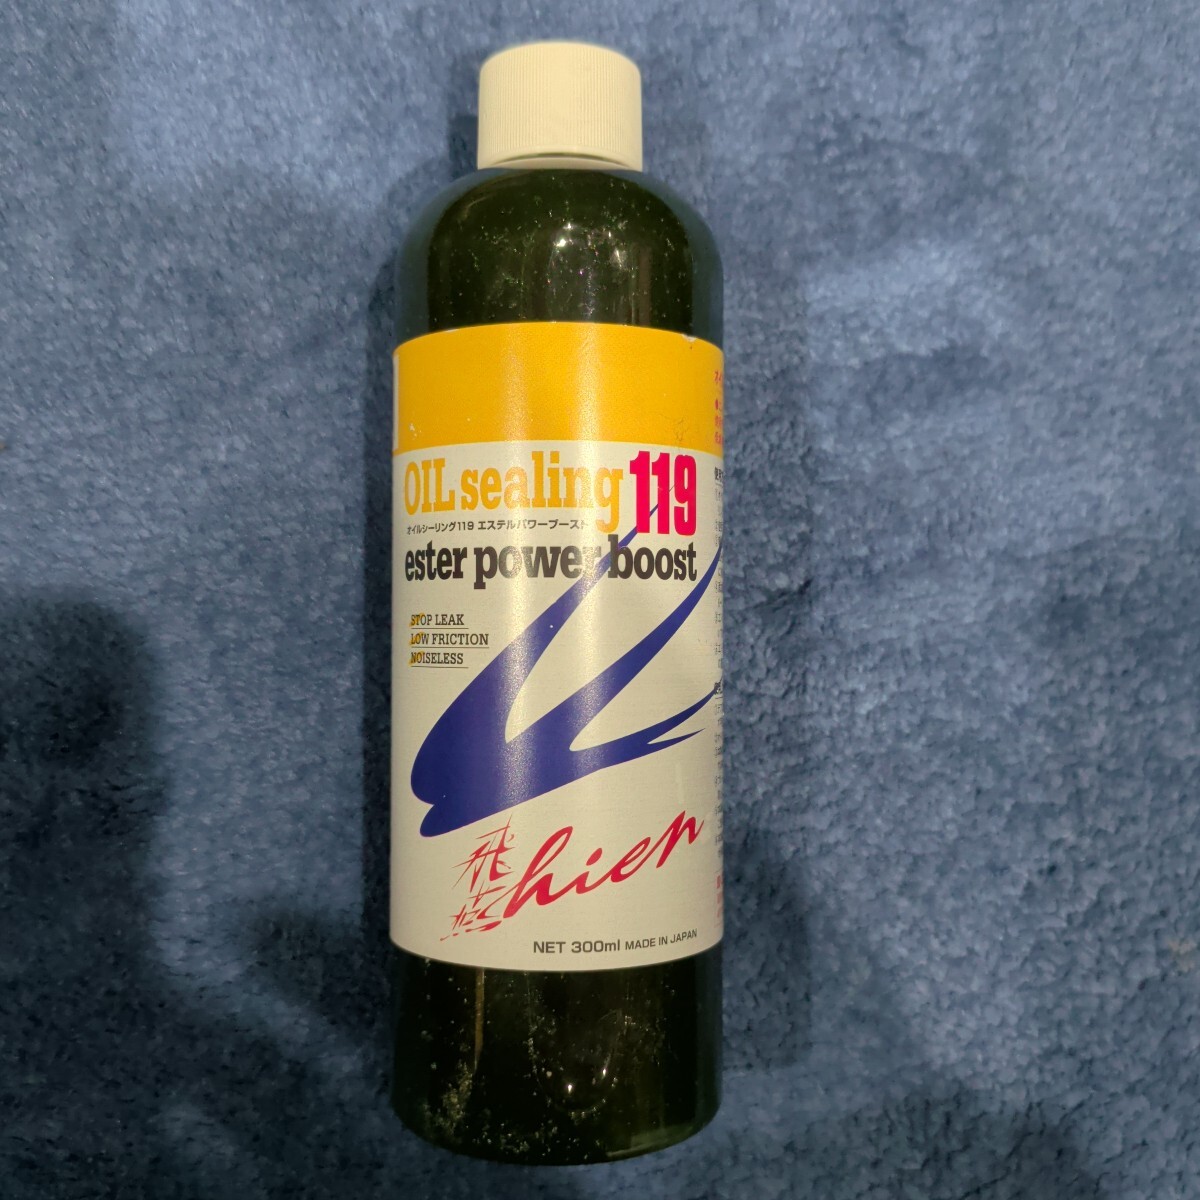 OIL sealing 119
オイルシーリング119 エステルパワーブースト
ester power boost
STOP LEAK
LOW FRICTION
NOISELESS
飛燕 hien
NET 300ml MADE IN JAPAN